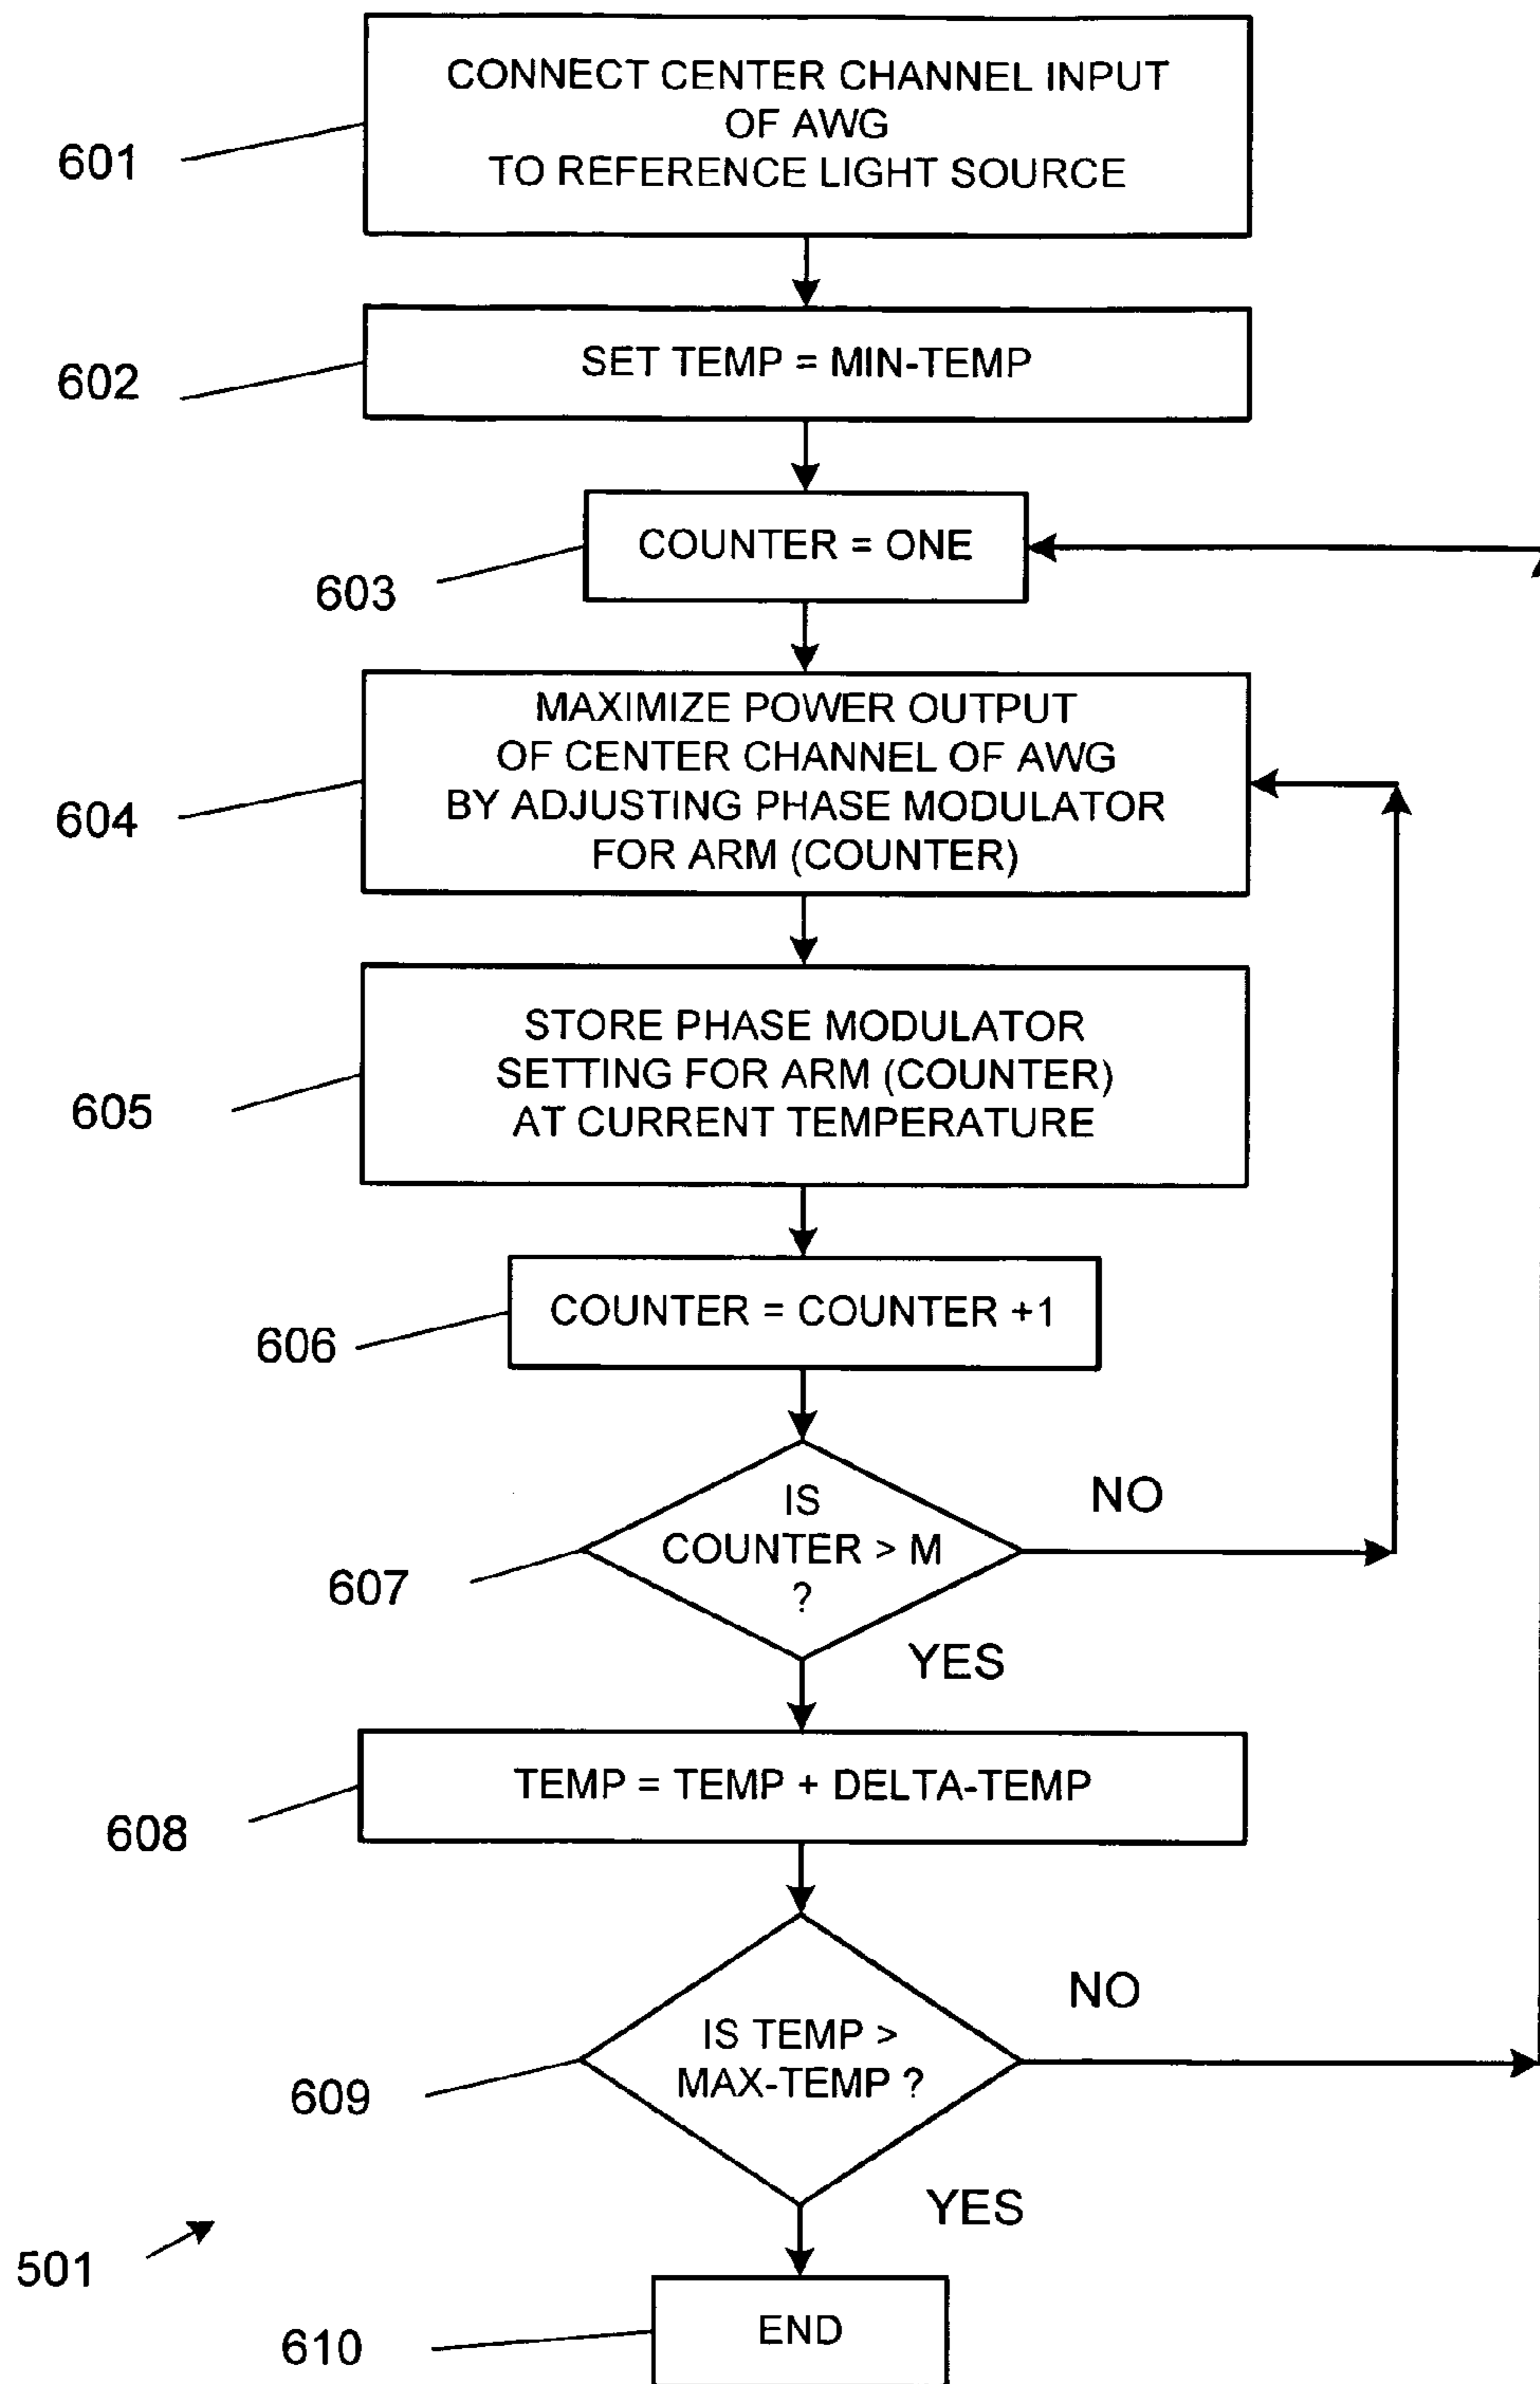 CONNECT CENTER CHANNEL INPUT
OF AWG
TO REFERENCE LIGHT SOURCE
601
SET TEMP = MIN-TEMP
602
COUNTER = ONE
603
MAXIMIZE POWER OUTPUT
OF CENTER CHANNEL OF AWG
BY ADJUSTING PHASE MODULATOR
FOR ARM (COUNTER)
604
STORE PHASE MODULATOR
SETTING FOR ARM (COUNTER)
AT CURRENT TEMPERATURE
605
COUNTER = COUNTER +1
606
IS
COUNTER > M
?
NO
607
YES
TEMP = TEMP + DELTA-TEMP
608
NO
IS TEMP >
MAX-TEMP ?
609
YES
501
END
610